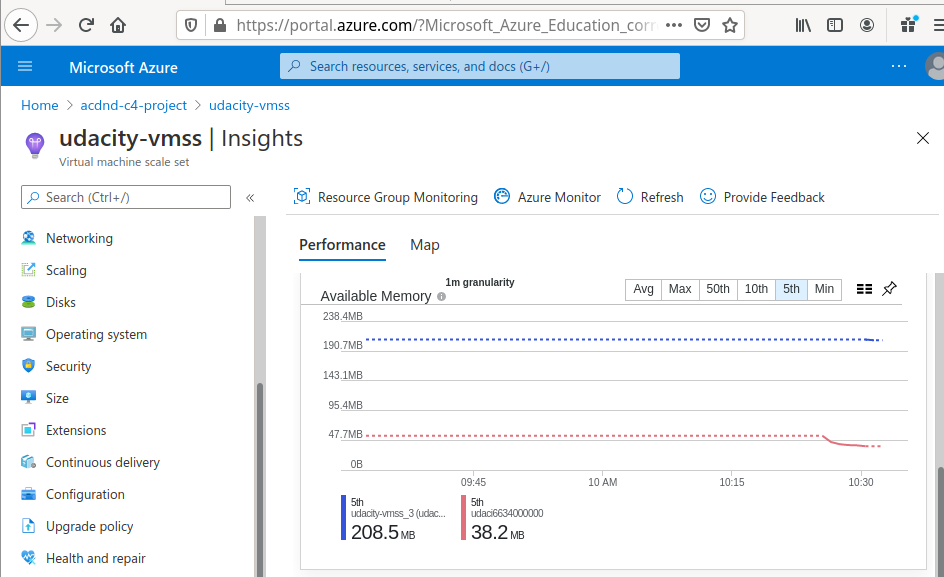 https://portal.azure.com/?Microsoft_Azure_Education_corr
Microsoft Azure
Search resources, services, and docs (G+/)
Home > acdnd-c4-project > udacity-vmss
udacity-vmss | Insights
Virtual machine scale set
Search (Ctrl+/)
«
Networking
Scaling
Disks
Operating system
Security
Size
Extensions
Continuous delivery
Configuration
Upgrade policy
Health and repair
Resource Group Monitoring
Azure Monitor
Refresh
Provide Feedback
Performance
Map
1m granularity
Available Memory
Avg
Max
50th
10th
5th
Min
238.4MB
190.7MB
143.1MB
95.4MB
47.7MB
0B
09:45
10 AM
10:15
10:30
5th
udacity-vmss_3 (udac...
208.5 MB
5th
udaci6634000000
38.2 MB